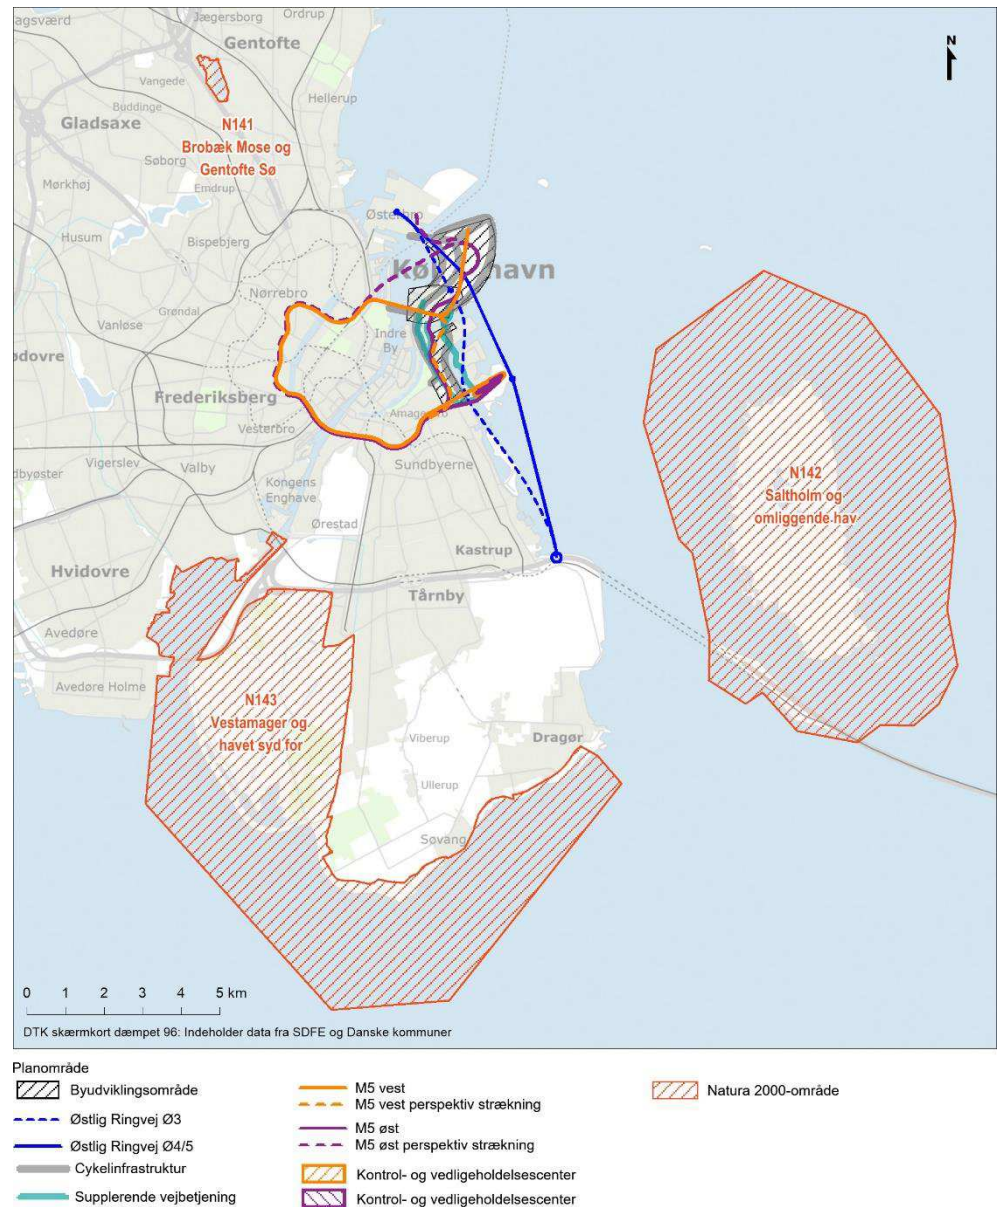 agsværd
Jægersborg
Ordrup
Gentofte
N
Vangede
Hellerup
Buddinge
Gladsaxe
N141
Brobæk Mose og
Gentofte Sø
Søborg
Mørkhøj
Emdrup
Østerbro
Husum
Bispebjerg
Nørrebro
Grøndal
Vanløse
Indre
By
ødovre
Frederiksberg
Vesterbro
Sundbyerne
Vigerslev
Valby
dbyøster
Kongens
Enghave
Ørestad
N142
Saltholm og
omliggende hav
Kastrup
Hvidovre
Tårnby
Avedøre
Avedøre Holme
N143
Vestamager og
havet syd for
Viberup
Dragør
Ullerup
Søvang
0 1 2 3 4 5 km
DTK skærmkort dæmpet 96: Indeholder data fra SDFE og Danske kommuner
Planområde
Byudviklingsområde
Østlig Ringvej Ø3
Østlig Ringvej Ø4/5
Cykelinfrastruktur
Supplerende vejbetjening
M5 vest
M5 vest perspektiv strækning
M5 øst
M5 øst perspektiv strækning
Kontrol- og vedligeholdelsescenter
Kontrol- og vedligeholdelsescenter
Natura 2000-område